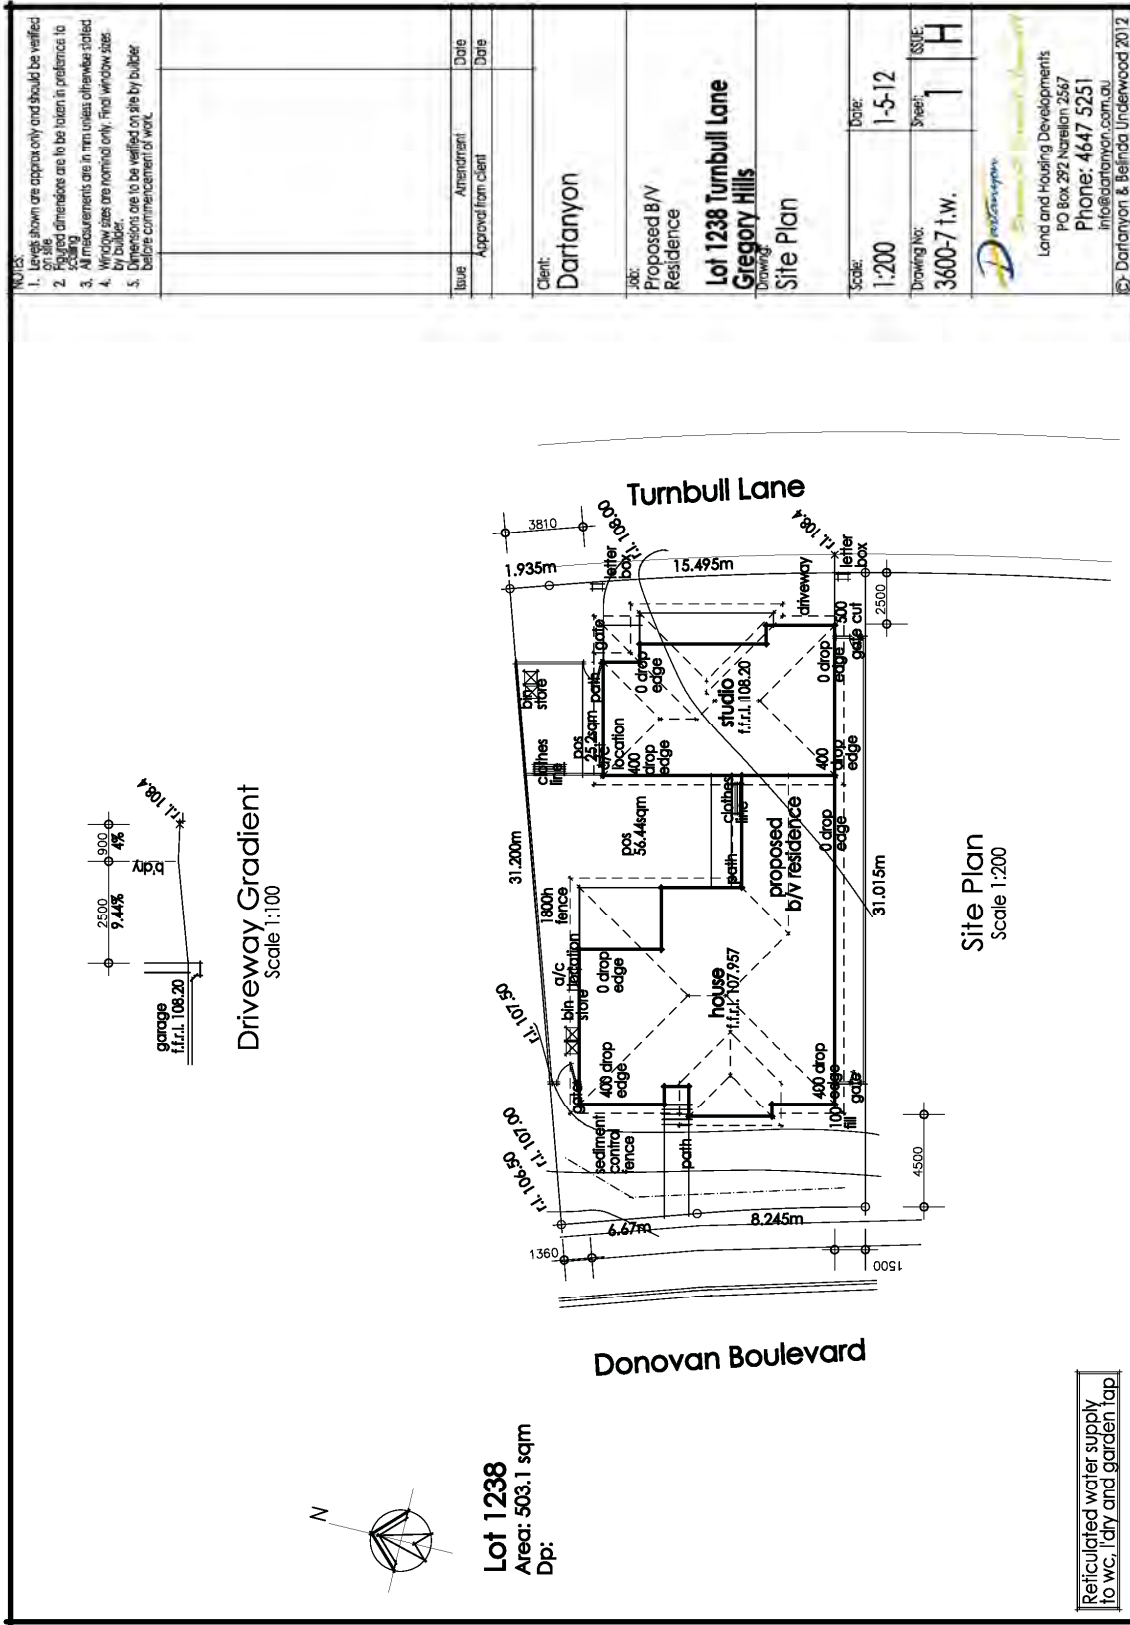 NOTES:
1. Levels shown are approx only and should be verified
on site
2. Figured dimensions are to be taken in preference to
scaling
3. All measurements are in mm unless otherwise stated
4. Window sizes are nominal only. Final window sizes
by builder.
5. Dimensions are to be verified on site by builder
before commencement of work.
Issue Amendment Date
Approval from client Date
Client:
Dartanyon
Job:
Proposed B/V
Residence
Lot 1238 Turnbull Lane
Gregory Hills
Drawing:
Site Plan
Scale:
1:200
Date:
1-5-12
Drawing No:
3600-7 t.w.
Sheet:
1
ISSUE:
H
Dartanyon
Land and Housing Developments
PO Box 292 Narellan 2567
Phone: 4647 5251
info@dartanyon.com.au
(C)- Dartanyon & Belinda Underwood 2012
2500
9.44%
900
4%
r.l. 108.4
b'dry
garage
f.f.r.l. 108.20
Driveway Gradient
Scale 1:100
Turnbull Lane
3810
r.l. 108.00
1.935m
letter
box
15.495m
r.l. 108.4
letter
box
driveway
2500
gate
500
cut
gate
0 drop
edge
0 drop
edge
studio
f.f.r.l. 108.20
bin
store
path
pos
25.2sqm
clothes
line
a/c
location
400
drop
edge
400
drop
edge
31.200m
pos
56.44sqm
clothes
line
path
proposed
b/v residence
0 drop
edge
31.015m
1800h
fence
a/c
location
0 drop
edge
bin
store
house
f.f.r.l. 107.957
r.l. 107.50
400 drop
edge
gate
400 drop
edge
gate
100
fill
sediment
control
fence
path
r.l. 107.00
r.l. 106.50
4500
6.67m
8.245m
1360
1500
Donovan Boulevard
Site Plan
Scale 1:200
N
Lot 1238
Area: 503.1 sqm
Dp:
Reticulated water supply
to wc, l'dry and garden tap